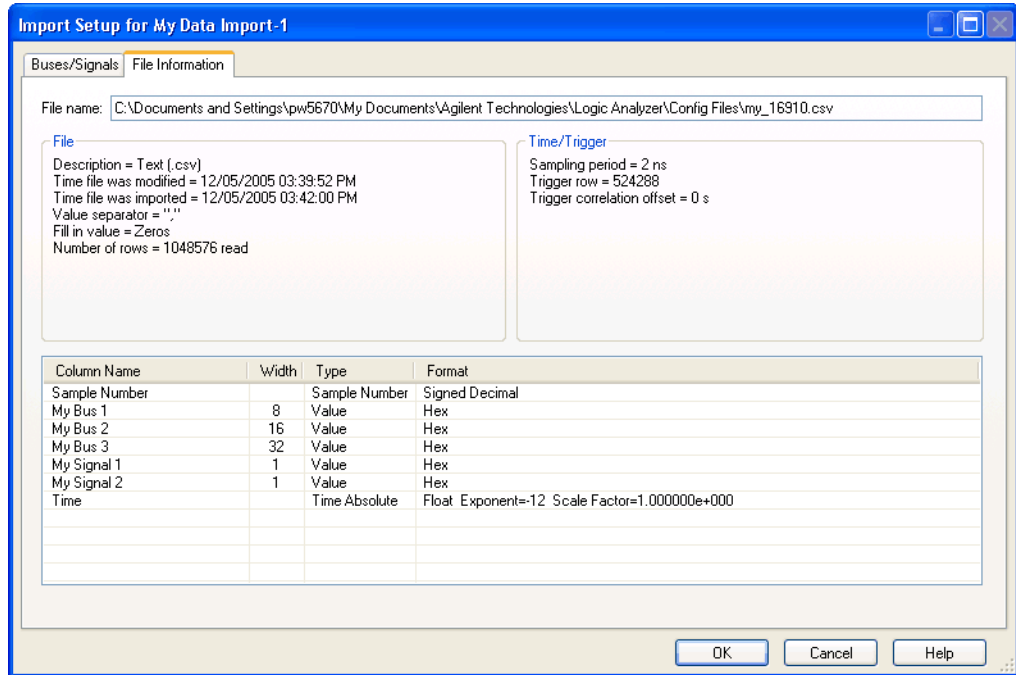 Import Setup for My Data Import-1
Buses/Signals File Information
File name: C:\Documents and Settings\pw5670\My Documents\Agilent Technologies\Logic Analyzer\Config Files\my_16910.csv
File
Description = Text (.csv)
Time file was modified = 12/05/2005 03:39:52 PM
Time file was imported = 12/05/2005 03:42:00 PM
Value separator = ","
Fill in value = Zeros
Number of rows = 1048576 read
Time/Trigger
Sampling period = 2 ns
Trigger row = 524288
Trigger correlation offset = 0 s
Column Name Width Type Format
Sample Number Sample Number Signed Decimal
My Bus 1 8 Value Hex
My Bus 2 16 Value Hex
My Bus 3 32 Value Hex
My Signal 1 1 Value Hex
My Signal 2 1 Value Hex
Time Time Absolute Float Exponent=-12 Scale Factor=1.000000e+000
OK Cancel Help